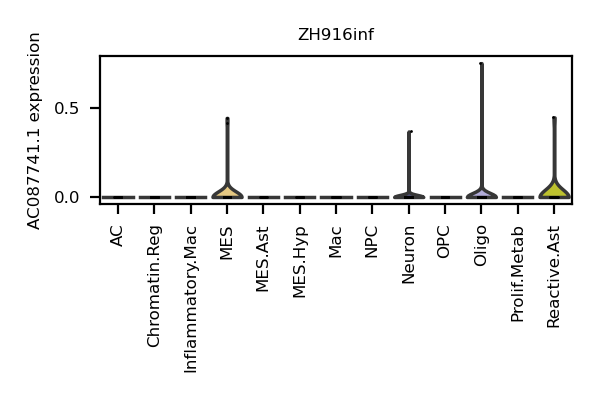 ZH916inf
AC087741.1 expression
0.5
0.0
AC
Chromatin.Reg
Inflammatory.Mac
MES
MES.Ast
MES.Hyp
Mac
NPC
Neuron
OPC
Oligo
Prolif.Metab
Reactive.Ast